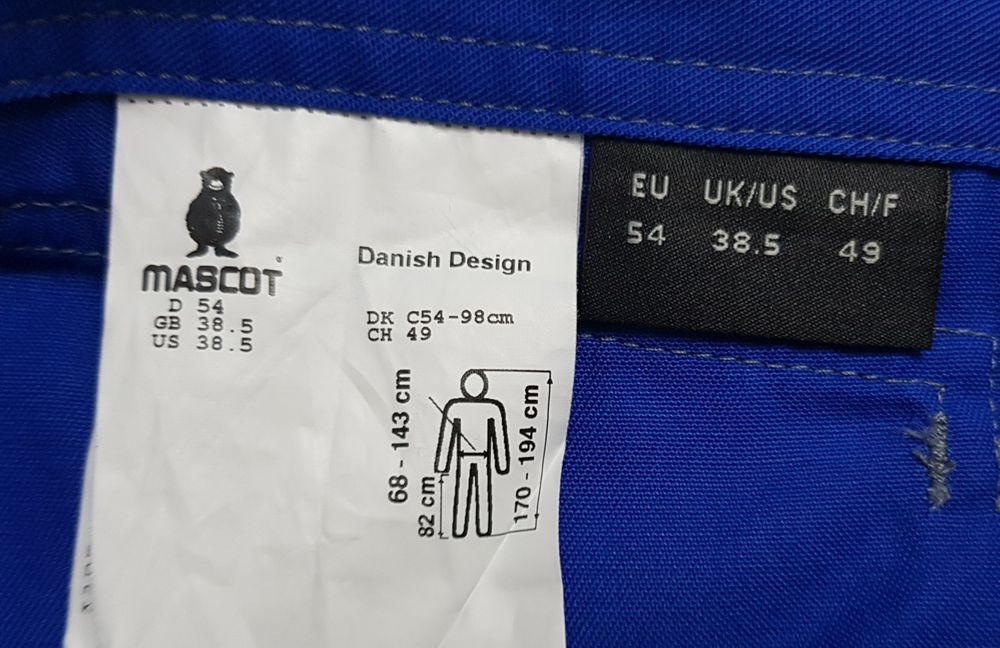 MASCOT
D 54
GB 38.5
US 38.5
Danish Design
DK C54-98cm
CH 49
68 - 143 cm
82 cm
170 - 194 cm
EU UK/US CH/F
54 38.5 49